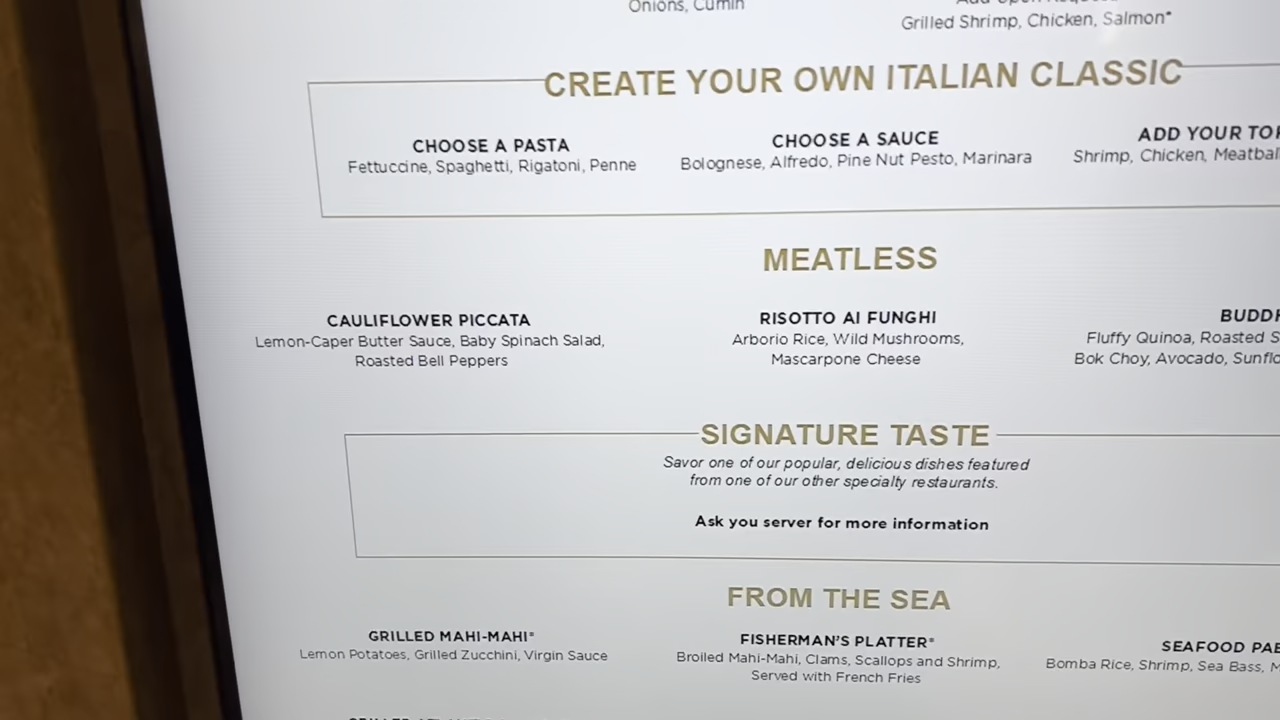 Onions, Cumin
Grilled Shrimp, Chicken, Salmon*
CREATE YOUR OWN ITALIAN CLASSIC
CHOOSE A PASTA
Fettuccine, Spaghetti, Rigatoni, Penne
CHOOSE A SAUCE
Bolognese, Alfredo, Pine Nut Pesto, Marinara
ADD YOUR
Shrimp, Chicken,
MEATLESS
CAULIFLOWER PICCATA
Lemon-Caper Butter Sauce, Baby Spinach Salad,
Roasted Bell Peppers
RISOTTO AI FUNGHI
Arborio Rice, Wild Mushrooms,
Mascarpone Cheese
Fluffy Quinoa, Roasted
Bok Choy, Avocado,
SIGNATURE TASTE
Savor one of our popular, delicious dishes featured
from one of our other specialty restaurants.
Ask you server for more information
FROM THE SEA
GRILLED MAHI-MAHI*
Lemon Potatoes, Grilled Zucchini, Virgin Sauce
FISHERMAN'S PLATTER*
Broiled Mahi-Mahi, Clams, Scallops and Shrimp,
Served with French Fries
SEAFOOD
Bomba Rice, Shrimp, Sea Bass,